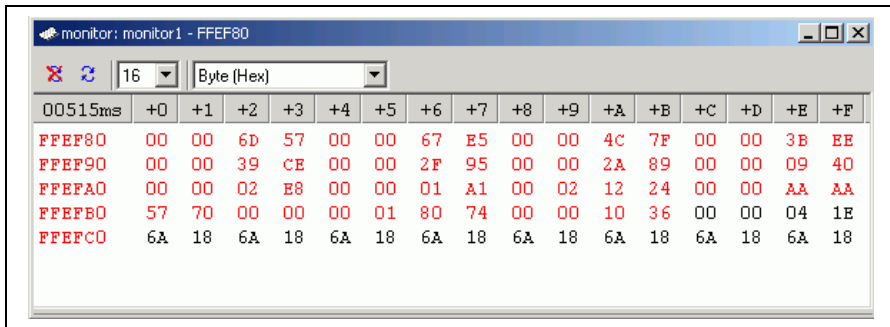 monitor: monitor1 - FFEF80
16 Byte (Hex)
00515ms +0 +1 +2 +3 +4 +5 +6 +7 +8 +9 +A +B +C +D +E +F
FFEF80 00 00 6D 57 00 00 67 E5 00 00 4C 7F 00 00 3B EE
FFEF90 00 00 39 CE 00 00 2F 95 00 00 2A 89 00 00 09 40
FFEFA0 00 00 02 E8 00 00 01 A1 00 02 12 24 00 00 AA AA
FFEFB0 57 70 00 00 00 01 80 74 00 00 10 36 00 00 04 1E
FFEFC0 6A 18 6A 18 6A 18 6A 18 6A 18 6A 18 6A 18 6A 18